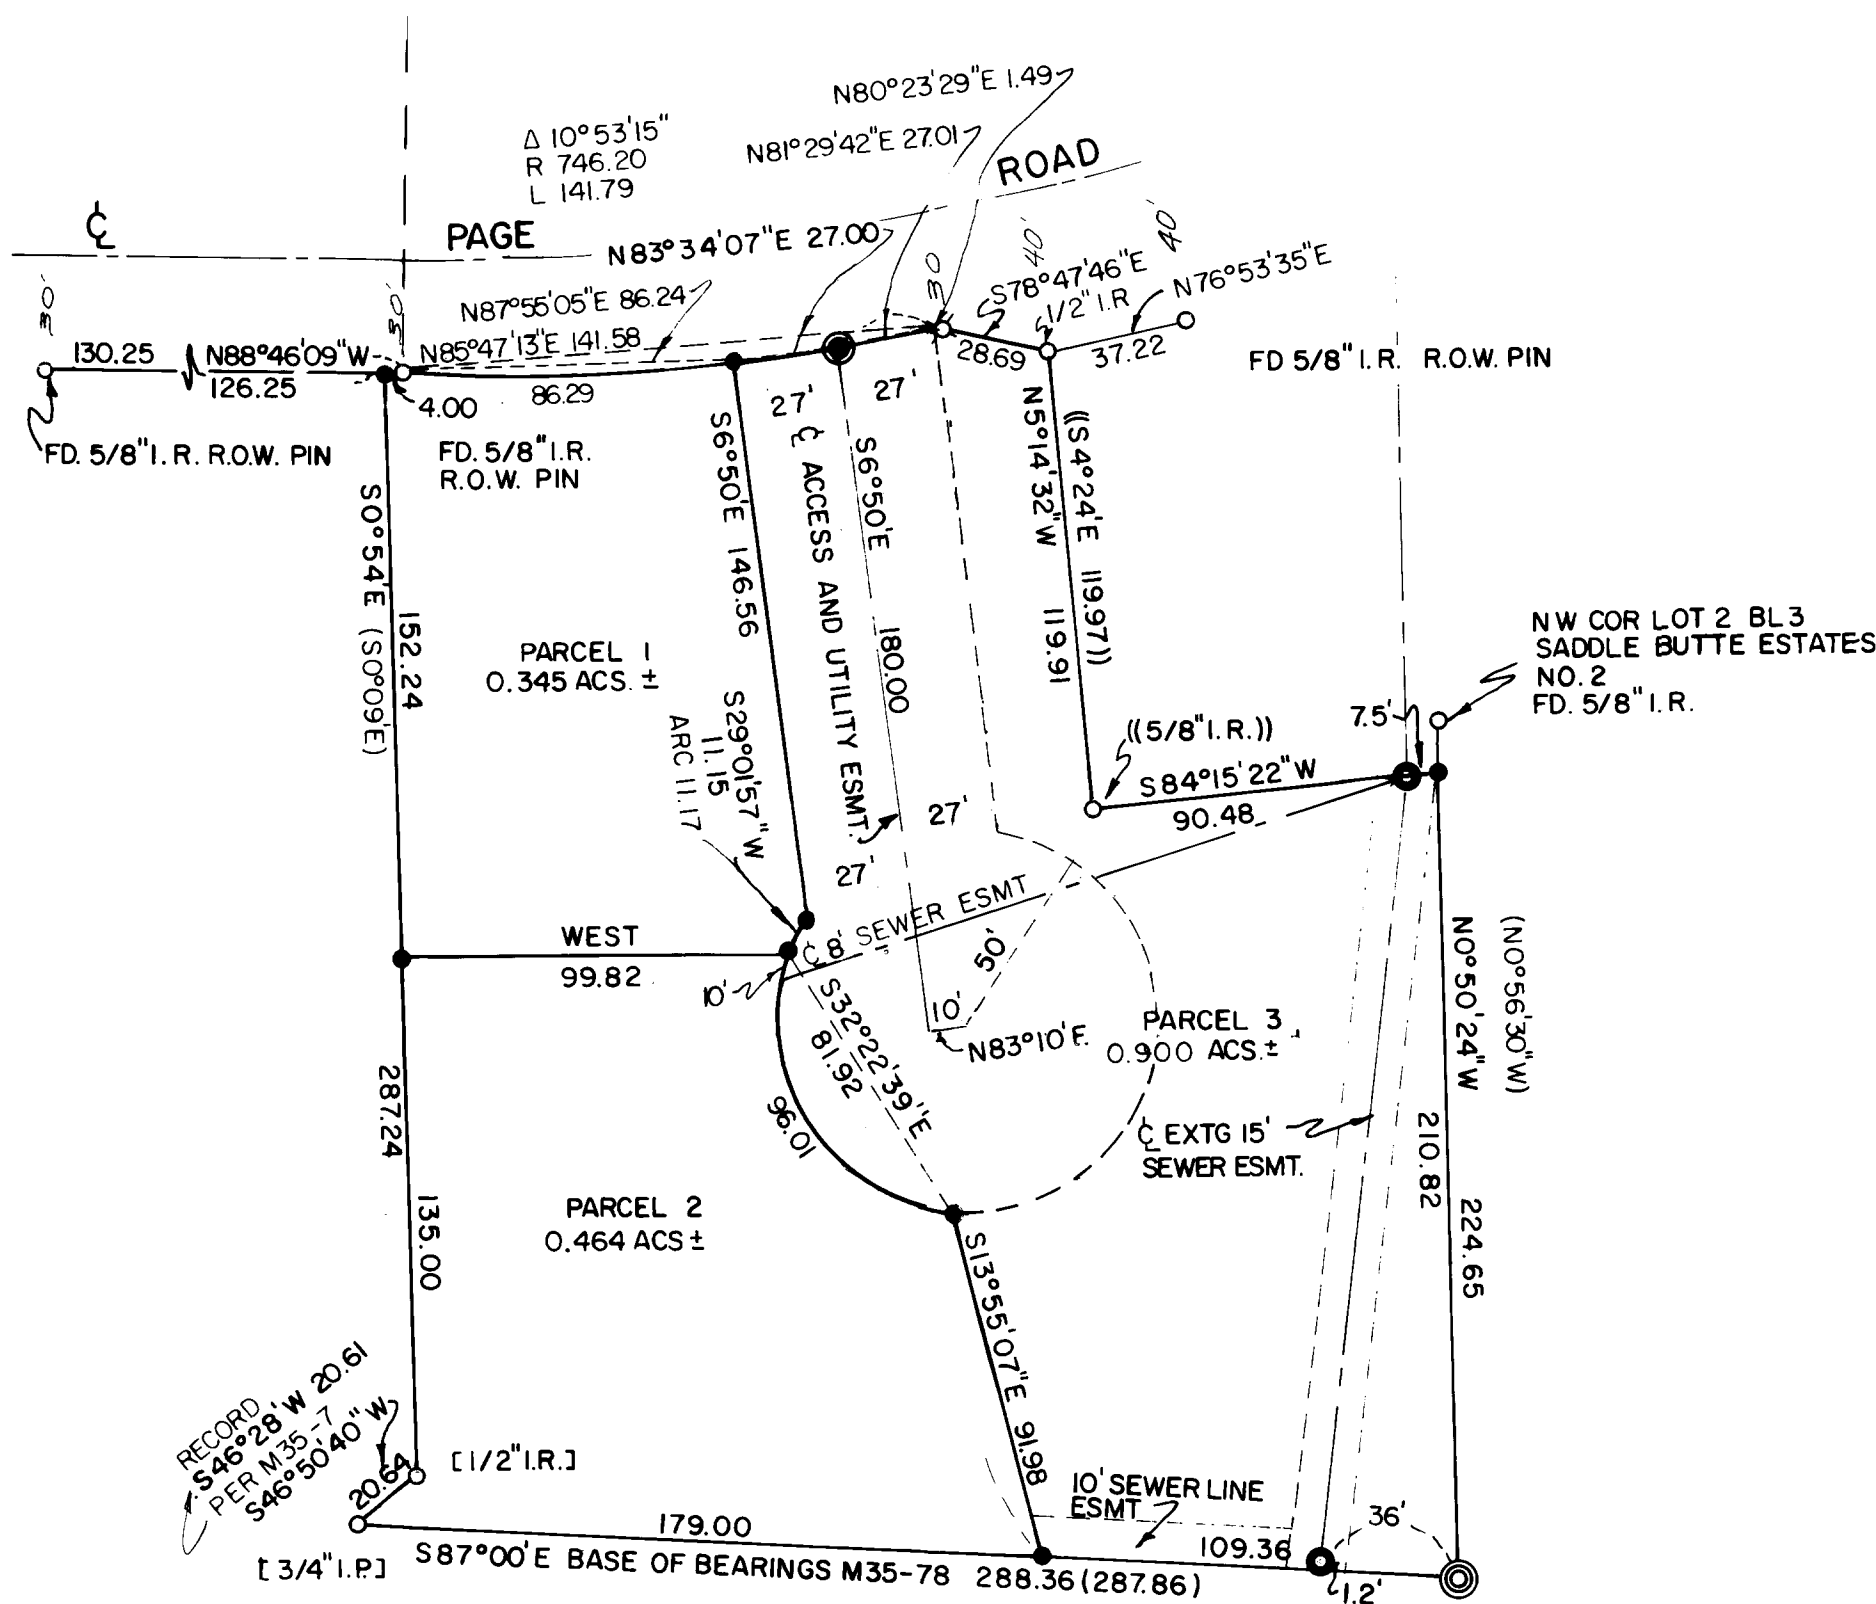 N80°23'29"E 1.49
Δ 10°53'15"
R 746.20
L 141.79
N81°29'42"E 27.01
ROAD
℄
PAGE
N83°34'07"E 27.00
30'
30'
30
40'
40'
N87°55'05"E 86.24
S78°47'46"E
1/2" I.R
N76°53'35"E
130.25
N88°46'09"W
126.25
N85°47'13"E 141.58
86.29
4.00
28.69
37.22
FD 5/8" I.R. R.O.W. PIN
FD. 5/8" I.R. R.O.W. PIN
FD. 5/8" I.R.
R.O.W. PIN
27'
27'
S0°54'E (S0°09'E)
152.24
S6°50'E 146.56
℄ ACCESS AND UTILITY ESMT.
S6°50'E
180.00
N5°14'32"W
119.91
((S4°24'E 119.97))
PARCEL 1
0.345 ACS. ±
S29°01'57"W
11.15
ARC 11.17
NW COR LOT 2 BL 3
SADDLE BUTTE ESTATES
NO. 2
FD. 5/8" I.R.
7.5'
((5/8" I.R.))
S84°15'22"W
90.48
27'
27'
WEST
99.82
℄ 8' SEWER ESMT
10'
50'
10'
N83°10'E.
S32°22'39"E
81.92
96.01
PARCEL 3
0.900 ACS.±
N0°50'24"W
(N0°56'30"W)
210.82
224.65
℄ EXTG 15'
SEWER ESMT.
287.24
135.00
PARCEL 2
0.464 ACS ±
S13°55'07"E 91.98
RECORD
S46°28'W 20.61
PER M35-7
S46°50'40"W
20.64
[1/2" I.R.]
[3/4" I.P.]
179.00
S87°00'E BASE OF BEARINGS M35-78 288.36 (287.86)
10' SEWER LINE
ESMT
109.36
36'
1.2'